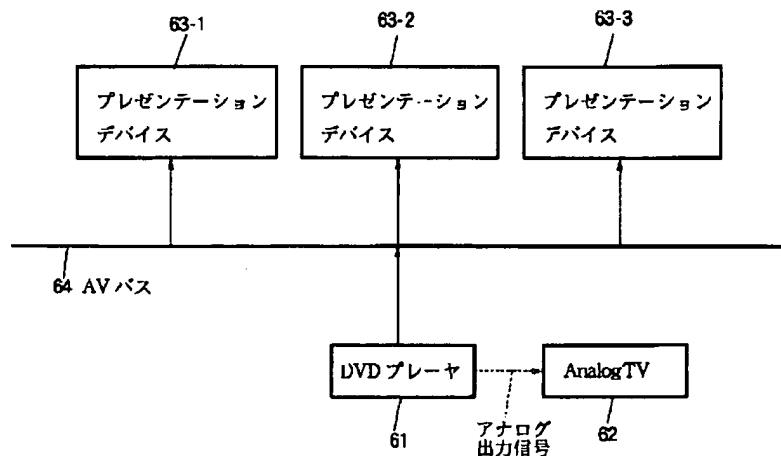 63-1
63-2
63-3
プレゼンテーション
デバイス
プレゼンテーション
デバイス
プレゼンテーション
デバイス
64 AVバス
DVDプレーヤ
AnalogTV
61
アナログ
出力信号
62